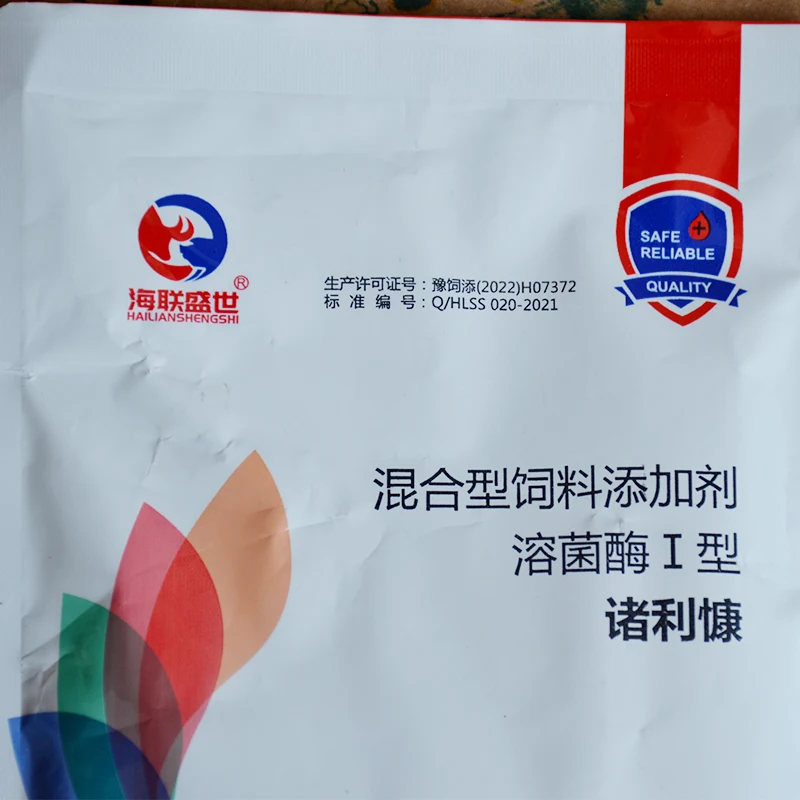 海联盛世®
HAILIANSHENGSHI
生产许可证号：豫饲添(2022)H07372
标准编号：Q/HLSS 020-2021
SAFE
RELIABLE
QUALITY
混合型饲料添加剂
溶菌酶Ⅰ型
诸利慷